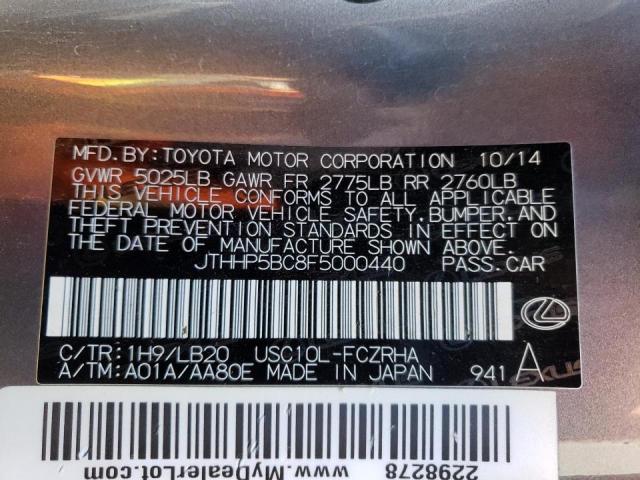 MFD. BY: TOYOTA MOTOR CORPORATION 10/14
GVWR 5025LB GAWR FR 2775LB RR 2760LB
THIS VEHICLE CONFORMS TO ALL APPLICABLE
FEDERAL MOTOR VEHICLE SAFETY, BUMPER, AND
THEFT PREVENTION STANDARDS IN EFFECT ON
THE DATE OF MANUFACTURE SHOWN ABOVE.
JTHHP5BC8F5000440 PASS. CAR
C/TR: 1H9/LB20 USC10L-FCZRHA
A/TM: A01A/AA80E MADE IN JAPAN 941 A
www.MyDealerLot.com
2298278